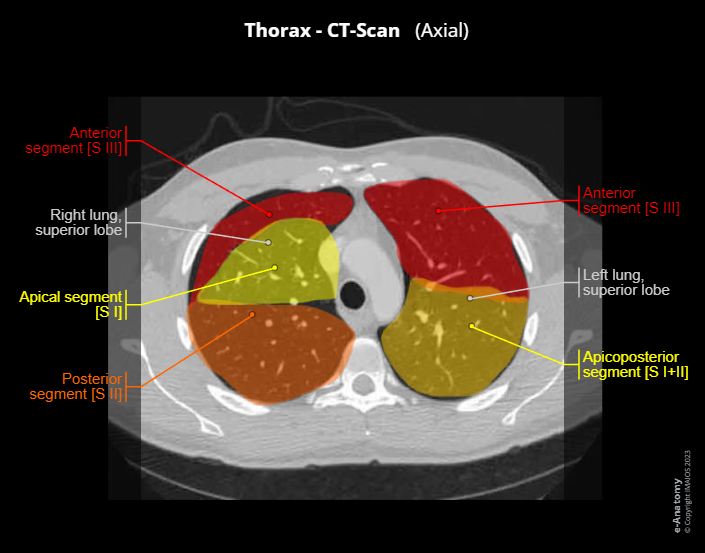 Thorax - CT-Scan (Axial)
Anterior
segment [S III]
Right lung,
superior lobe
Apical segment
[S I]
Posterior
segment [S II]
Anterior
segment [S III]
Left lung,
superior lobe
Apicoposterior
segment [S I+II]
e-Anatomy
© Copyright IMAIOS 2023